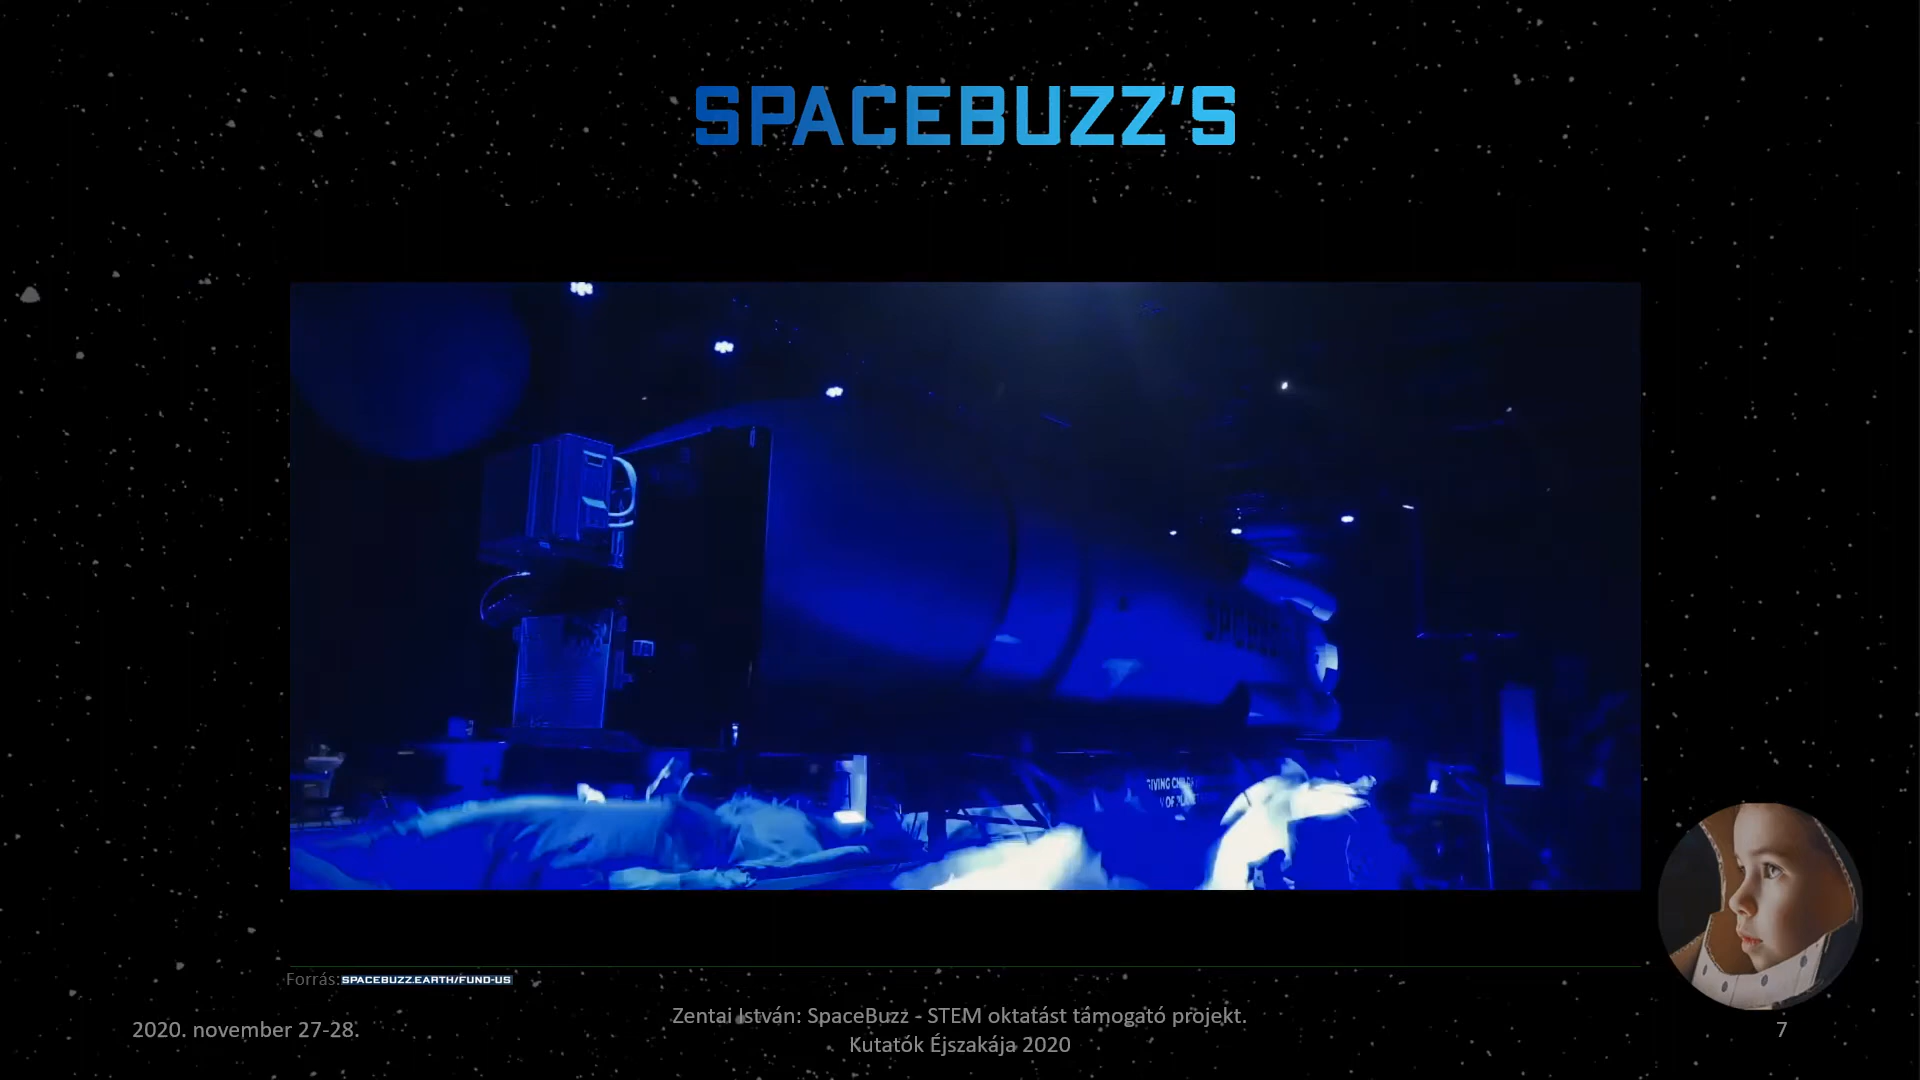 SPACEBUZZ'S
Forrás: SPACEBUZZ.EARTH/FUND-US
2020. november 27-28.
Zentai István: SpaceBuzz - STEM oktatást támogató projekt.
Kutatók Éjszakája 2020
7